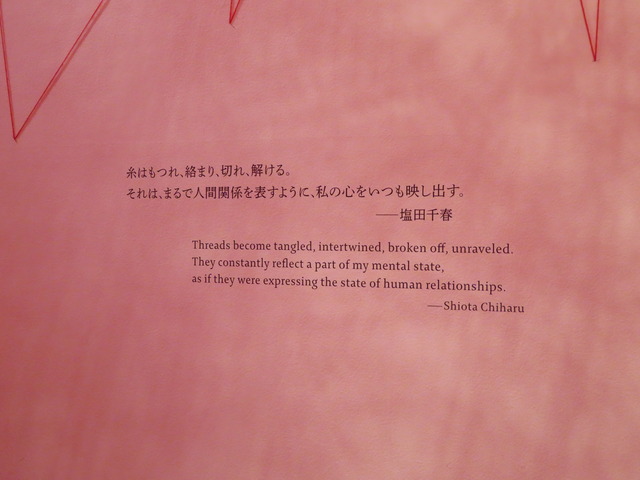 糸はもつれ、絡まり、切れ、解ける。
それは、まるで人間関係を表すように、私の心をいつも映し出す。
──塩田千春
Threads become tangled, intertwined, broken off, unraveled.
They constantly reflect a part of my mental state,
as if they were expressing the state of human relationships.
──Shiota Chiharu